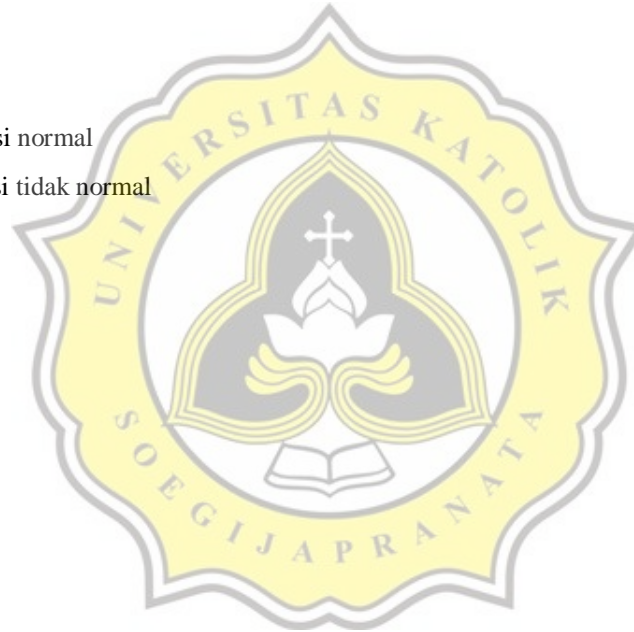 si normal
si tidak normal
UNIVERSITAS KATOLIK
SOEGIJAPRANATA